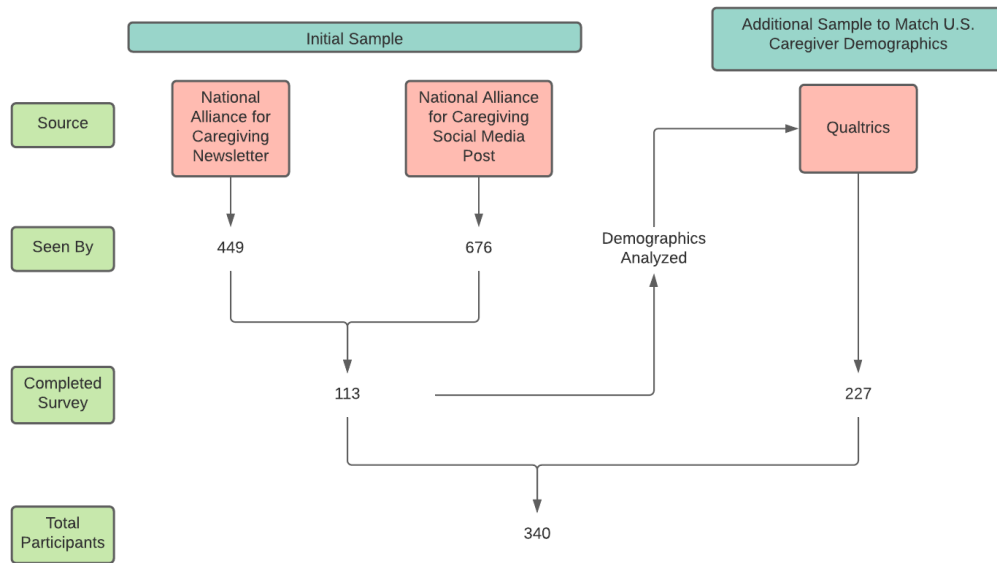 Initial Sample
Additional Sample to Match U.S.
Caregiver Demographics
Source
National
Alliance for
Caregiving
Newsletter
National Alliance
for Caregiving
Social Media
Post
Qualtrics
Seen By
449
676
Demographics
Analyzed
Completed
Survey
113
227
Total
Participants
340